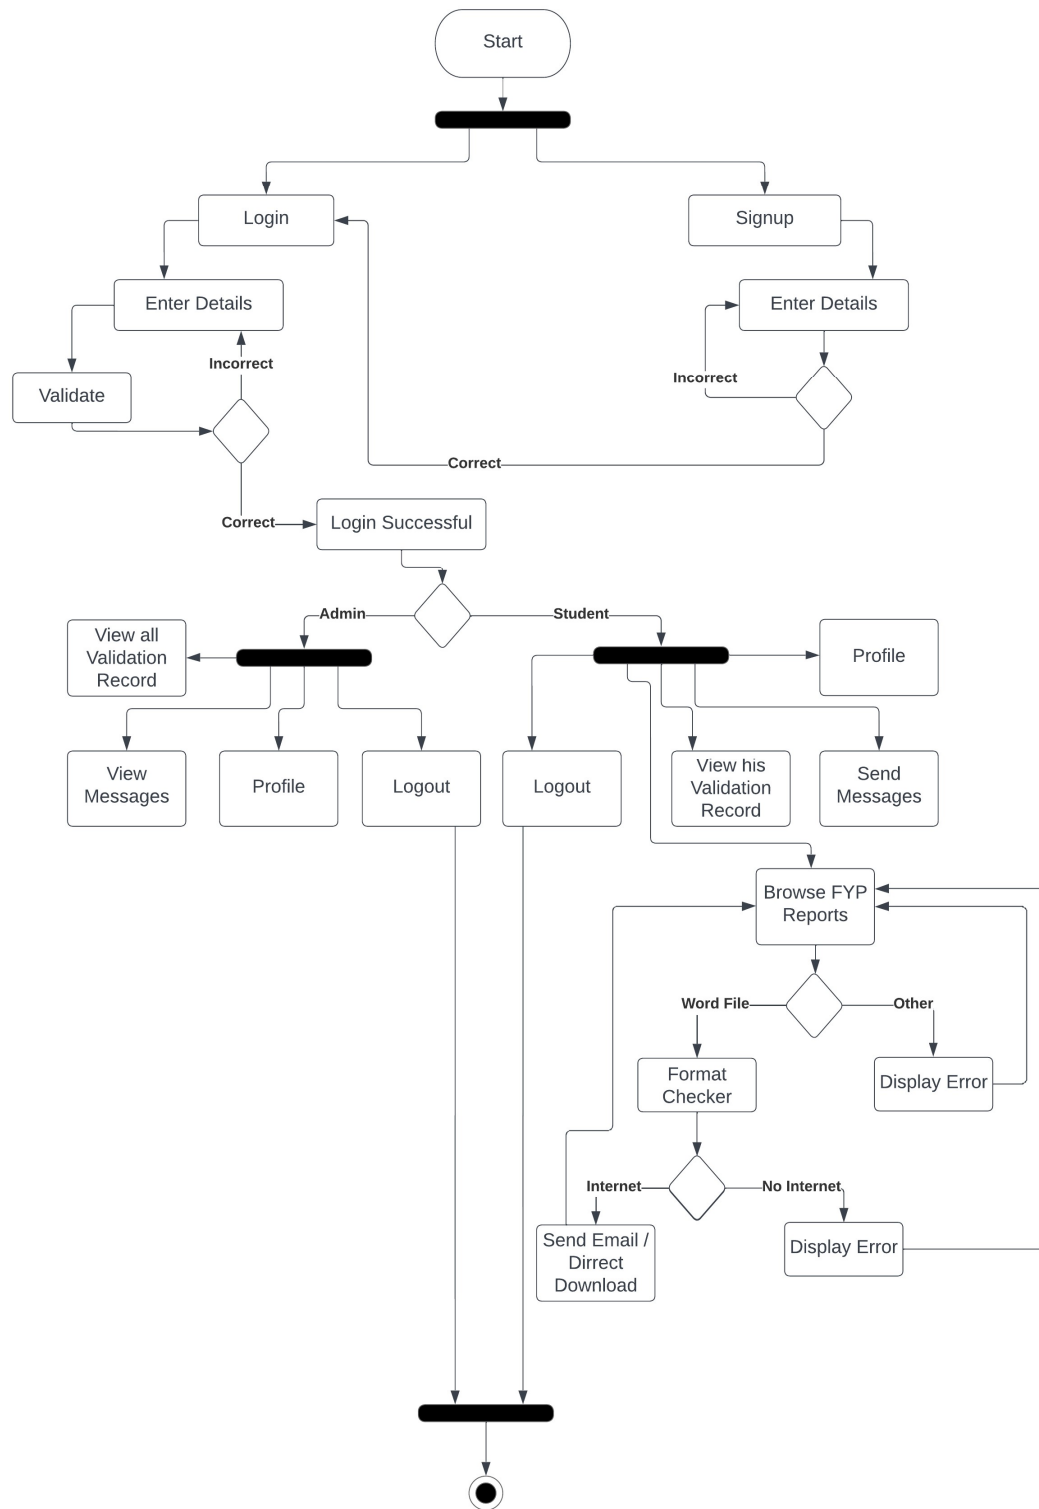 Start
Login
Signup
Enter Details
Enter Details
Incorrect
Incorrect
Validate
Correct
Correct
Login Successful
Admin
Student
View all
Validation
Record
Profile
View
Messages
Profile
Logout
Logout
View his
Validation
Record
Send
Messages
Browse FYP
Reports
Word File
Other
Format
Checker
Display Error
Internet
No Internet
Send Email /
Dirrect
Download
Display Error